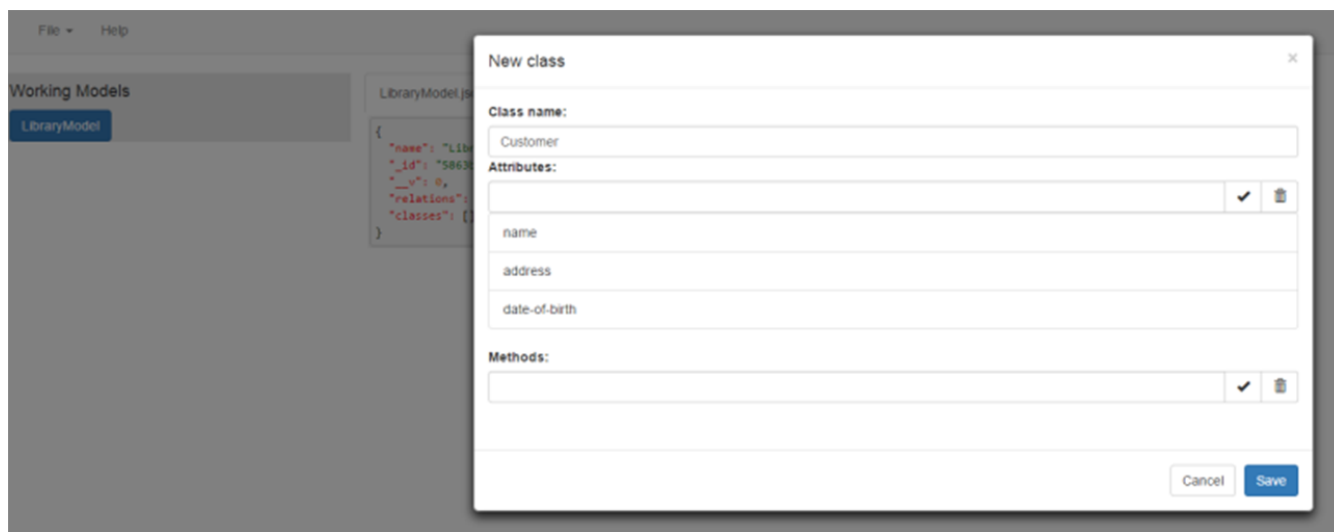 File Help
Working Models
LibraryModel
LibraryModel.js
{
"name": "Lib
"_id": "5863
"__v": 0,
"relations":
"classes": [
}
New class
×
Class name:
Customer
Attributes:
name
address
date-of-birth
Methods:
Cancel Save